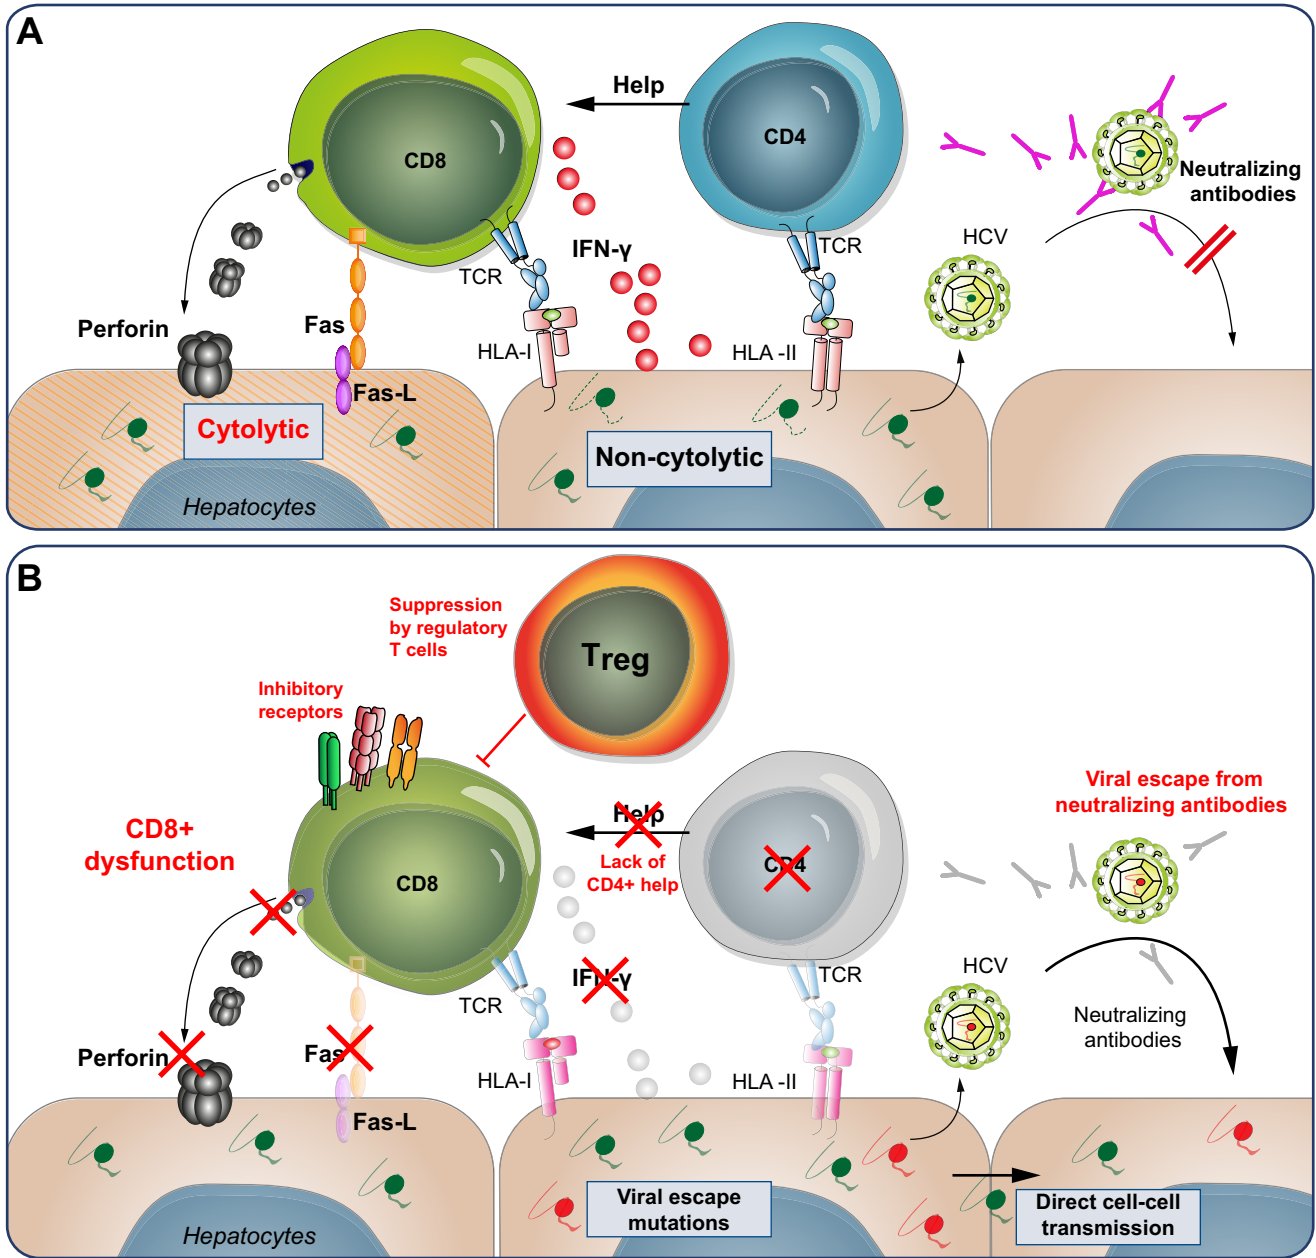 A
CD8
Help
CD4
Neutralizing
antibodies
TCR
TCR
HCV
IFN-γ
Perforin
Fas
HLA-I
HLA -II
Fas-L
Cytolytic
Non-cytolytic
Hepatocytes
B
Suppression
by regulatory
T cells
Treg
Inhibitory
receptors
CD8+
dysfunction
CD8
Help
Lack of
CD4+ help
CD4
Viral escape from
neutralizing antibodies
TCR
TCR
HCV
IFN-γ
Neutralizing
antibodies
Perforin
Fas
HLA-I
HLA -II
Fas-L
Viral escape
mutations
Direct cell-cell
transmission
Hepatocytes